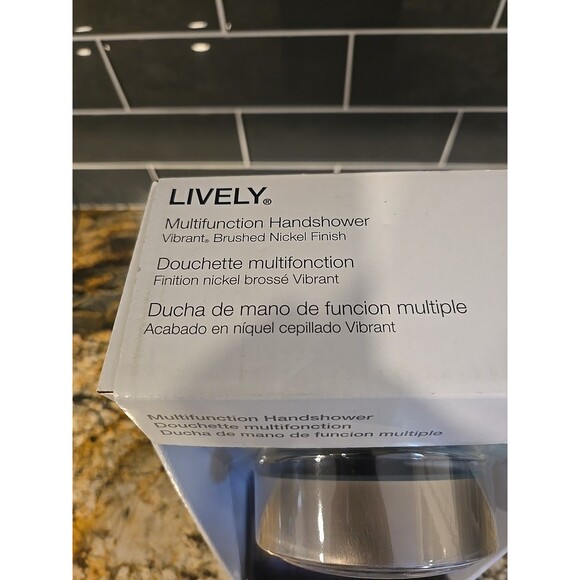 LIVELY®
Multifunction Handshower
Vibrant® Brushed Nickel Finish
Douchette multifonction
Finition nickel brossé Vibrant
Ducha de mano de funcion multiple
Acabado en níquel cepillado Vibrant
Multifunction Handshower
Douchette multifonction
Ducha de mano de funcion multiple